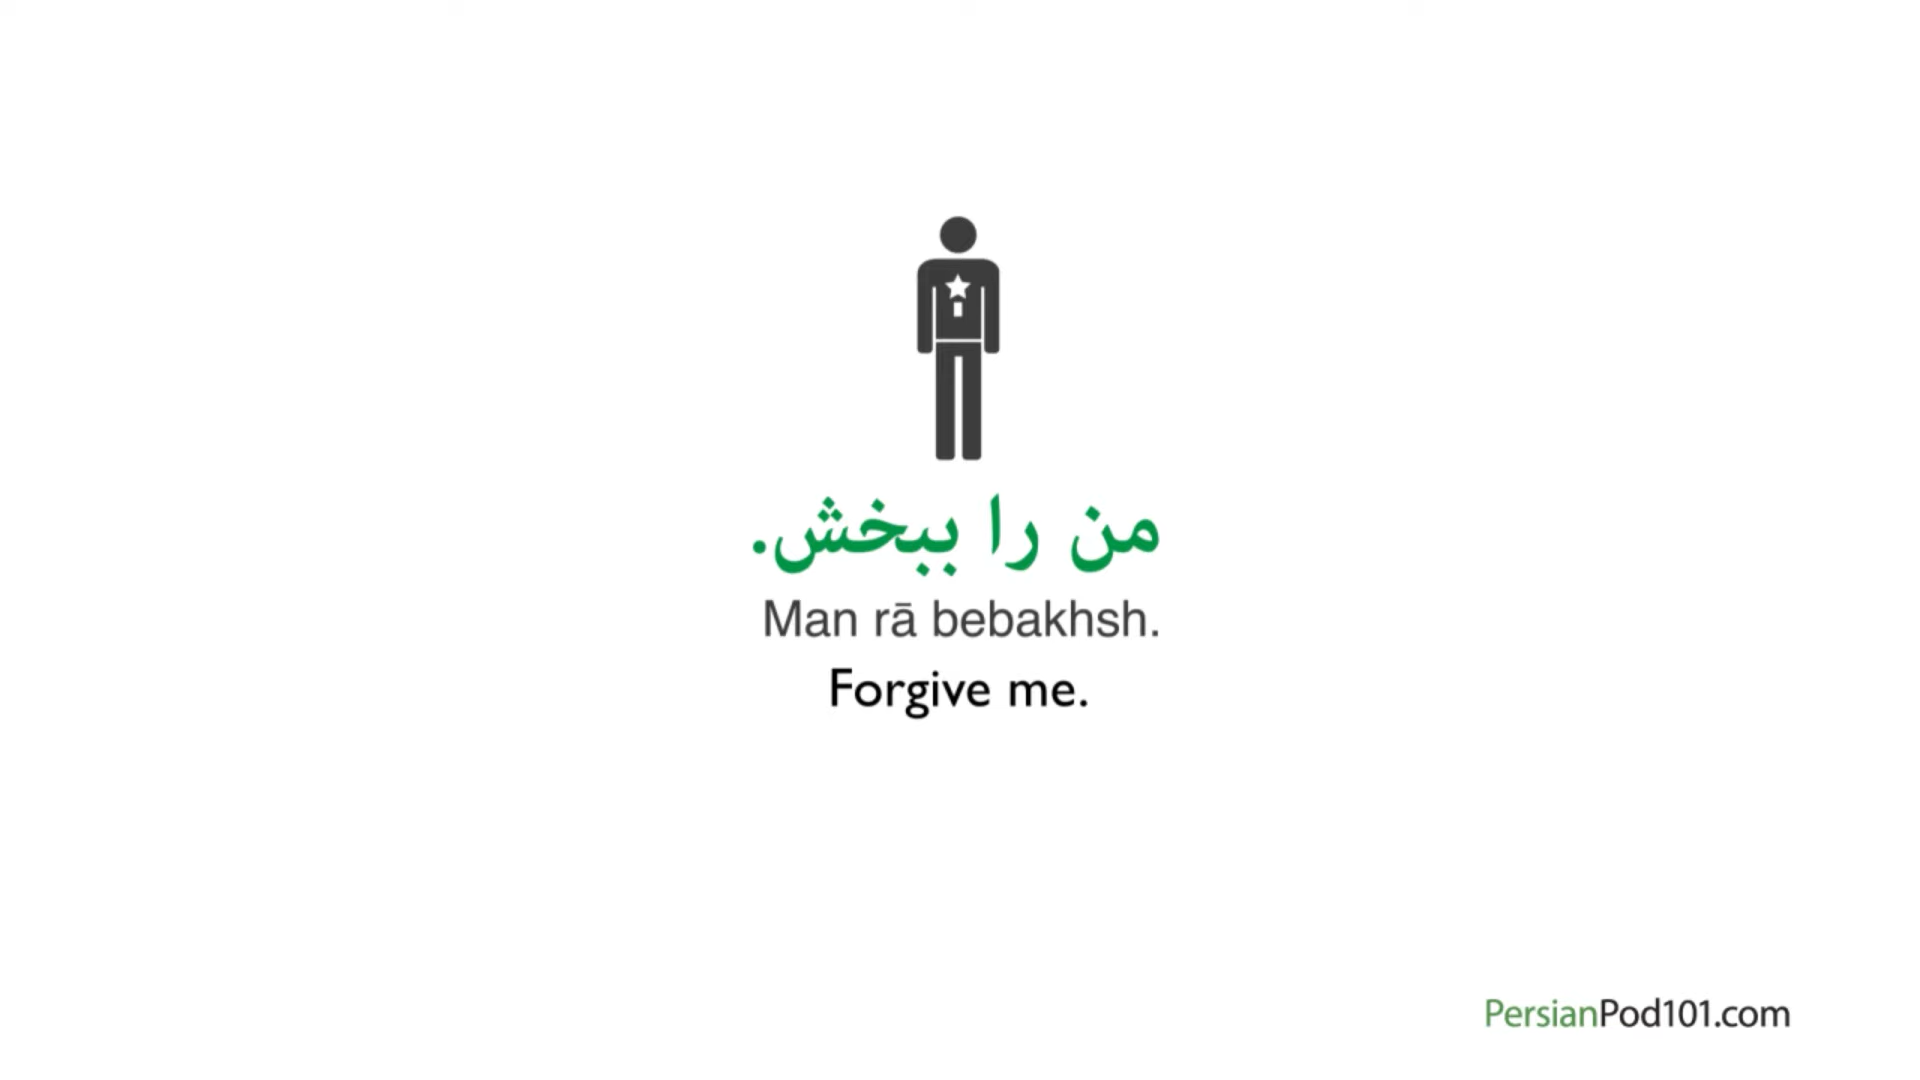 من را ببخش.
Man rā bebakhsh.
Forgive me.
PersianPod101.com